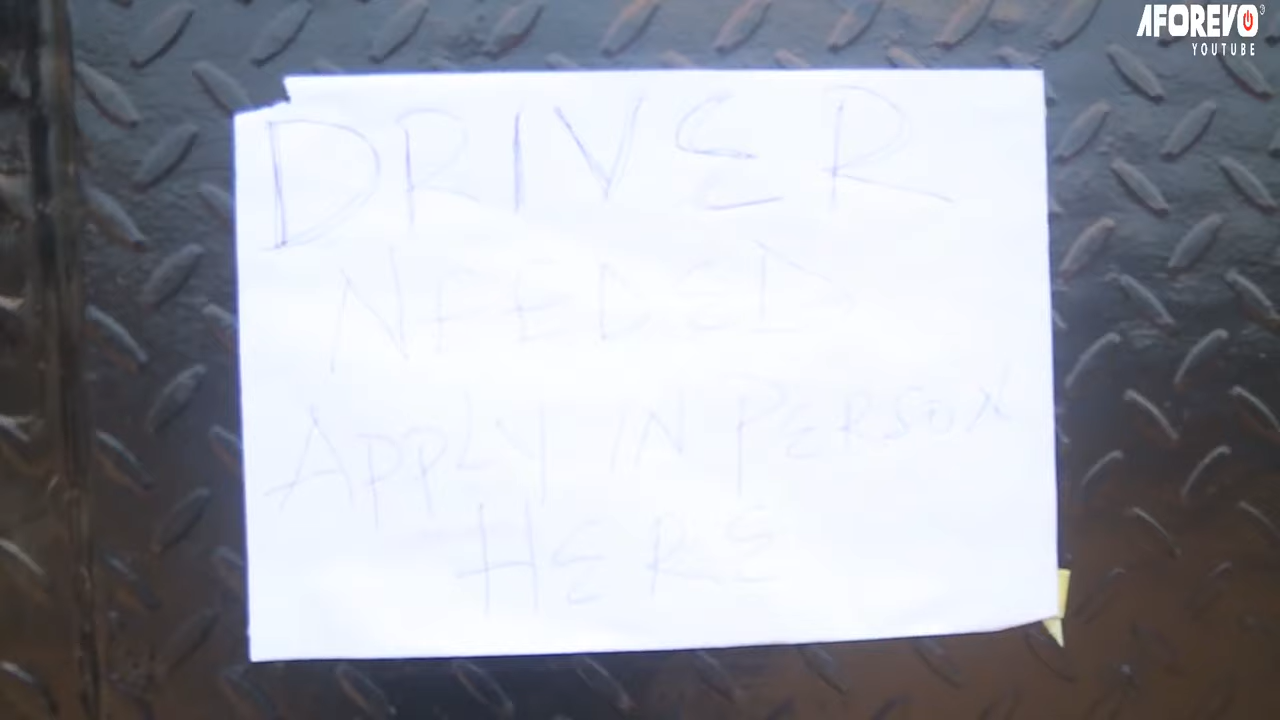 AFOREVO
YOUTUBE
DRIVER
NEEDED
APPLY IN PERSON
HERE